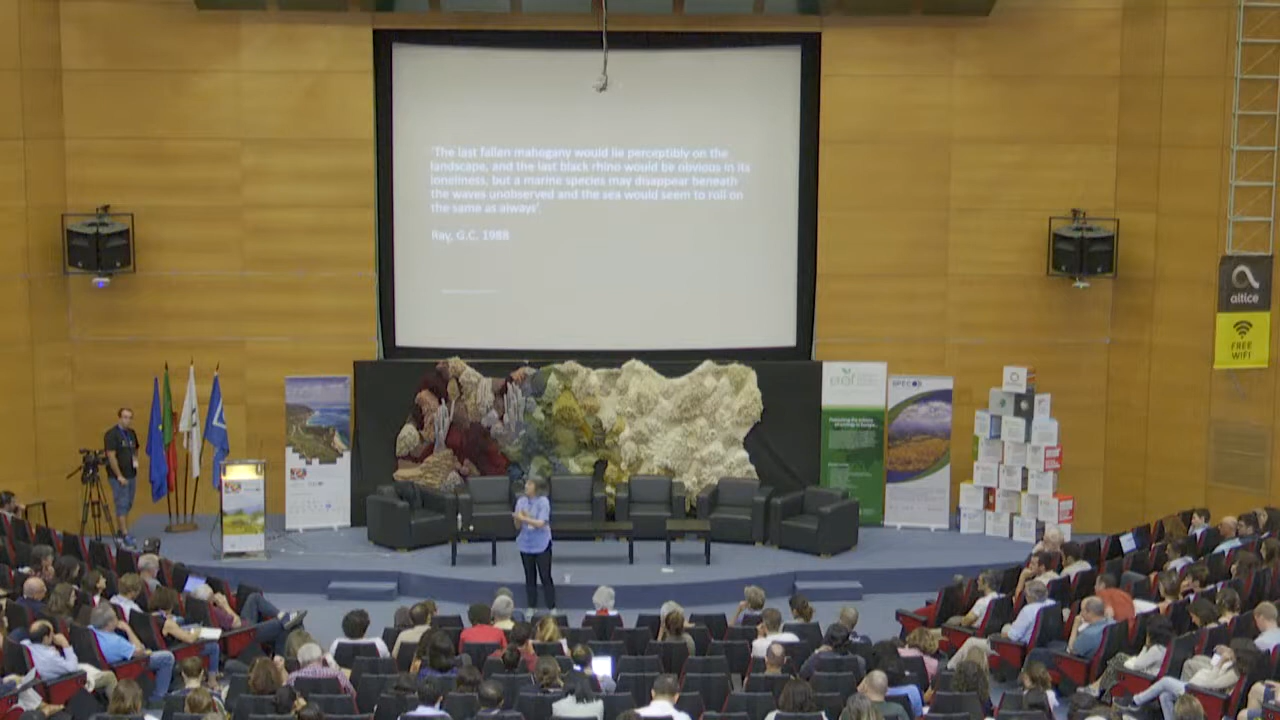 'The last fallen mahogany would lie perceptibly on the
landscape, and the last black rhino would be obvious in its
loneliness, but a marine species may disappear beneath
the waves unobserved and the sea would seem to roll on
the same as always'.
Ray, G.C. 1988
altice
FREE
WIFI